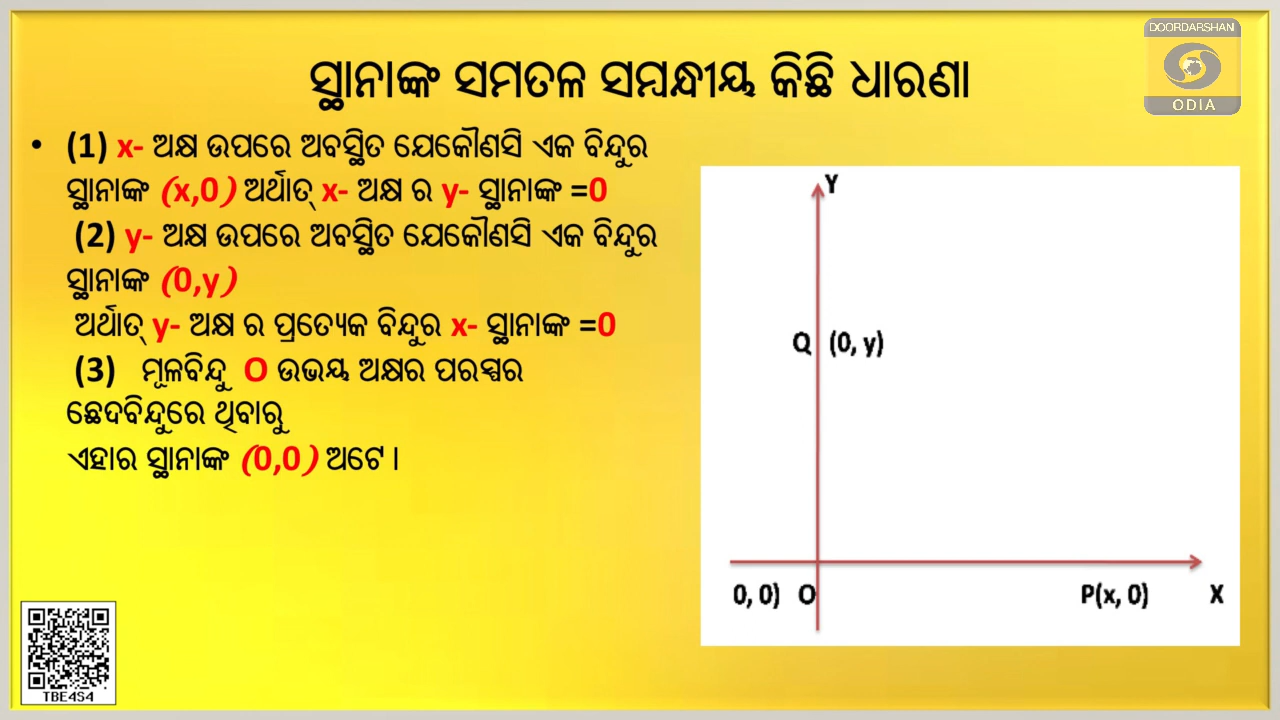 DOORDARSHAN
ODIA
ସ୍ଥାନାଙ୍କ ସମତଳ ସମ୍ବନ୍ଧୀୟ କିଛି ଧାରଣା
• (1) x- ଅକ୍ଷ ଉପରେ ଅବସ୍ଥିତ ଯେକୌଣସି ଏକ ବିନ୍ଦୁର
ସ୍ଥାନାଙ୍କ (x,0) ଅର୍ଥାତ୍ x- ଅକ୍ଷ ର y- ସ୍ଥାନାଙ୍କ =0
(2) y- ଅକ୍ଷ ଉପରେ ଅବସ୍ଥିତ ଯେକୌଣସି ଏକ ବିନ୍ଦୁର
ସ୍ଥାନାଙ୍କ (0,y)
ଅର୍ଥାତ୍ y- ଅକ୍ଷ ର ପ୍ରତ୍ୟେକ ବିନ୍ଦୁର x- ସ୍ଥାନାଙ୍କ =0
(3) ମୂଳବିନ୍ଦୁ O ଉଭୟ ଅକ୍ଷର ପରସ୍ପର
ଛେଦବିନ୍ଦୁରେ ଥିବାରୁ
ଏହାର ସ୍ଥାନାଙ୍କ (0,0) ଅଟେ ।
Y
Q (0, y)
0, 0) O P(x, 0) X
TBE4S4